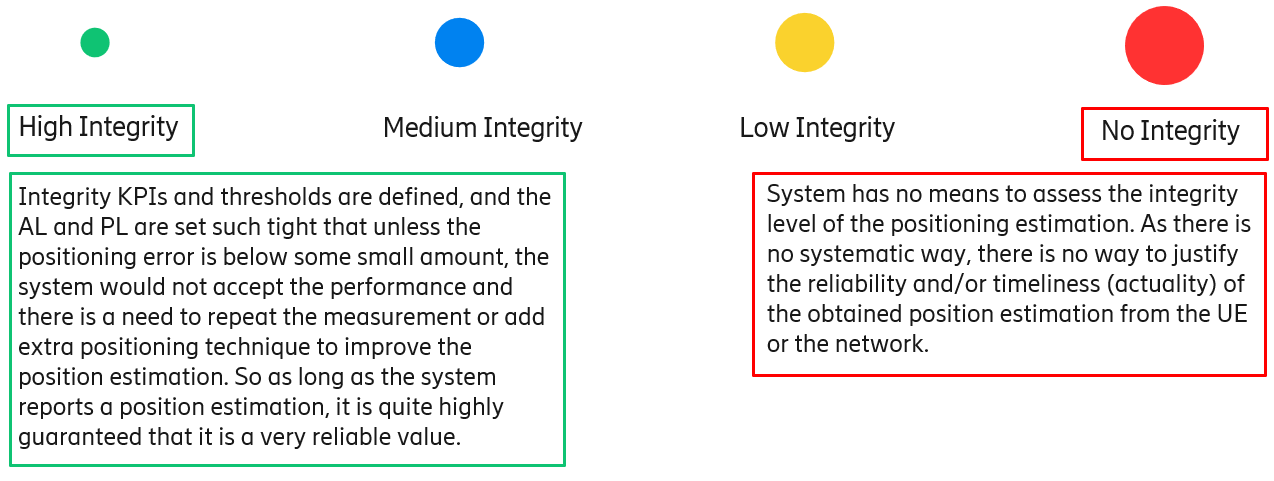 High Integrity
Medium Integrity
Low Integrity
No Integrity
Integrity KPIs and thresholds are defined, and the
AL and PL are set such tight that unless the
positioning error is below some small amount, the
system would not accept the performance and
there is a need to repeat the measurement or add
extra positioning technique to improve the
position estimation. So as long as the system
reports a position estimation, it is quite highly
guaranteed that it is a very reliable value.
System has no means to assess the integrity
level of the positioning estimation. As there is
no systematic way, there is no way to justify
the reliability and/or timeliness (actuality) of
the obtained position estimation from the UE
or the network.